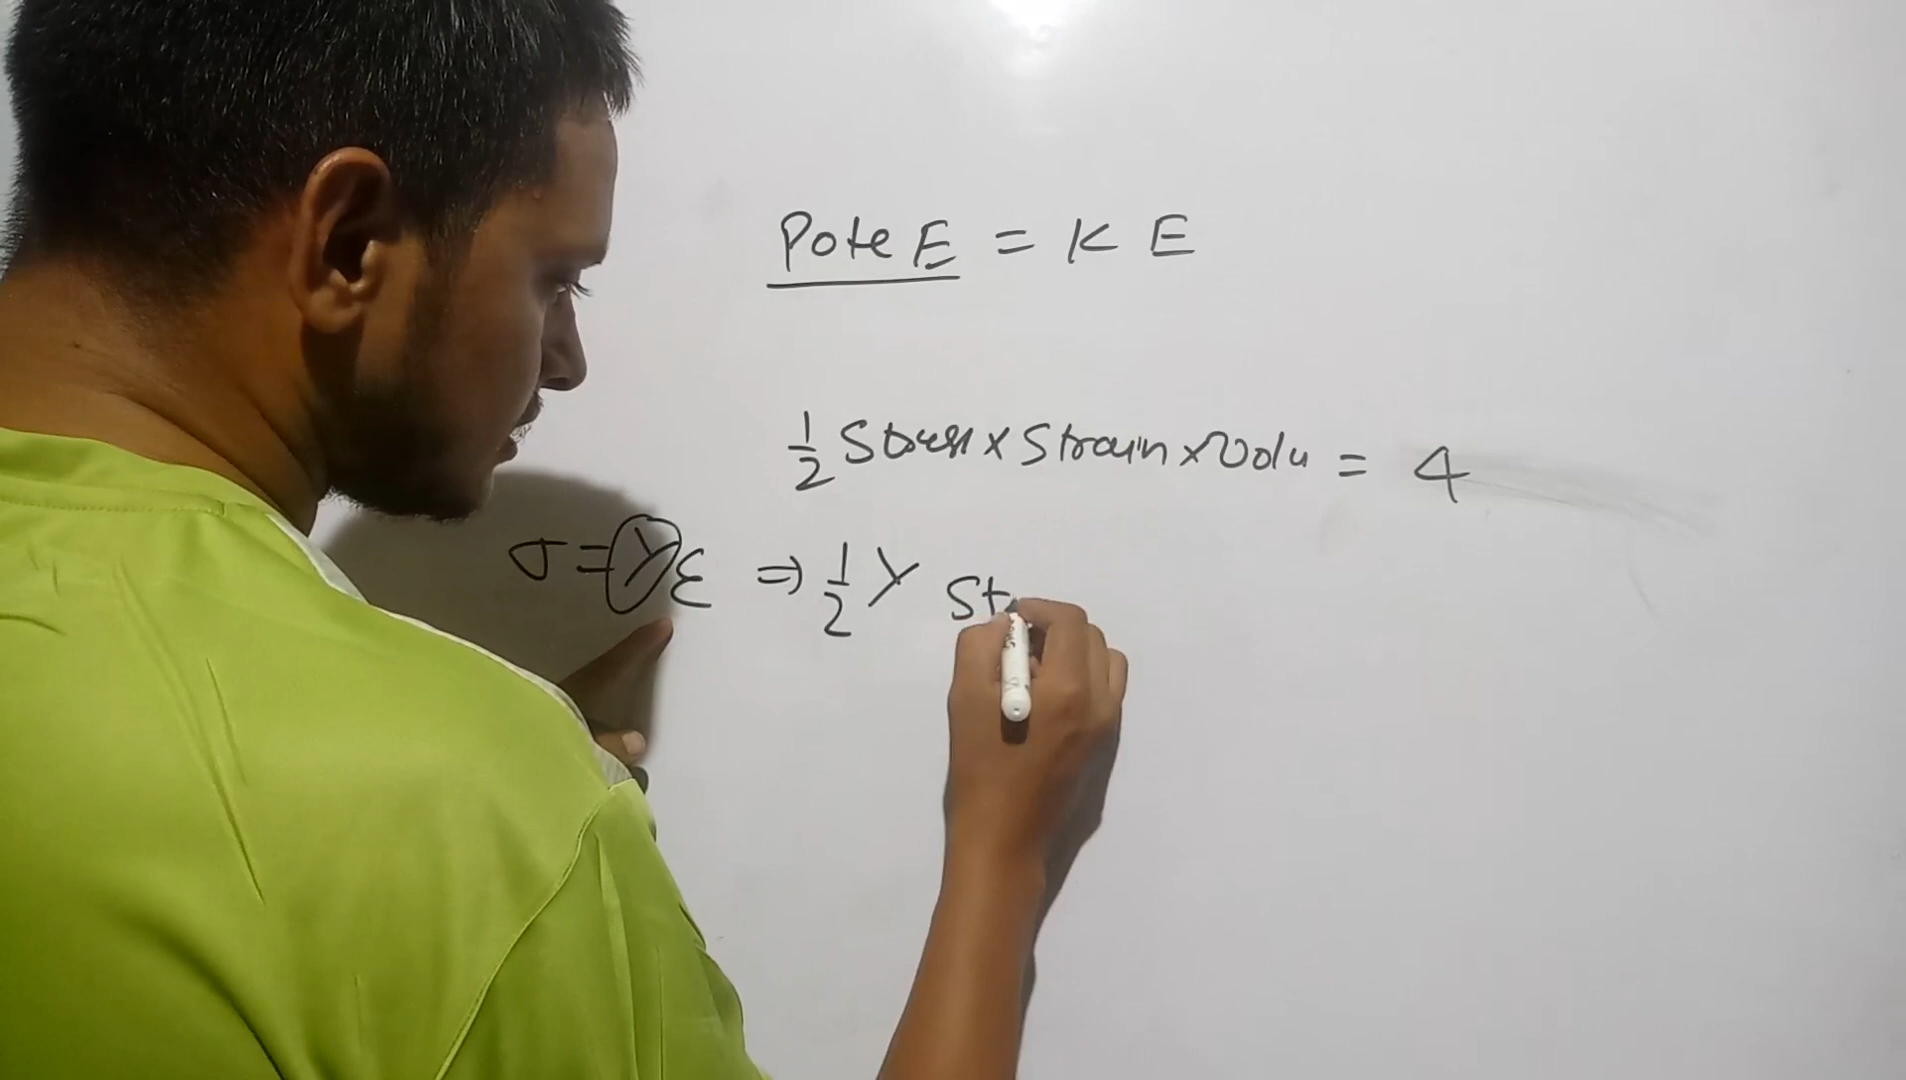 Pote E = K E
1/2 Stress x Strain x Volu = 4
σ = Y ε ⇒ 1/2 Y St